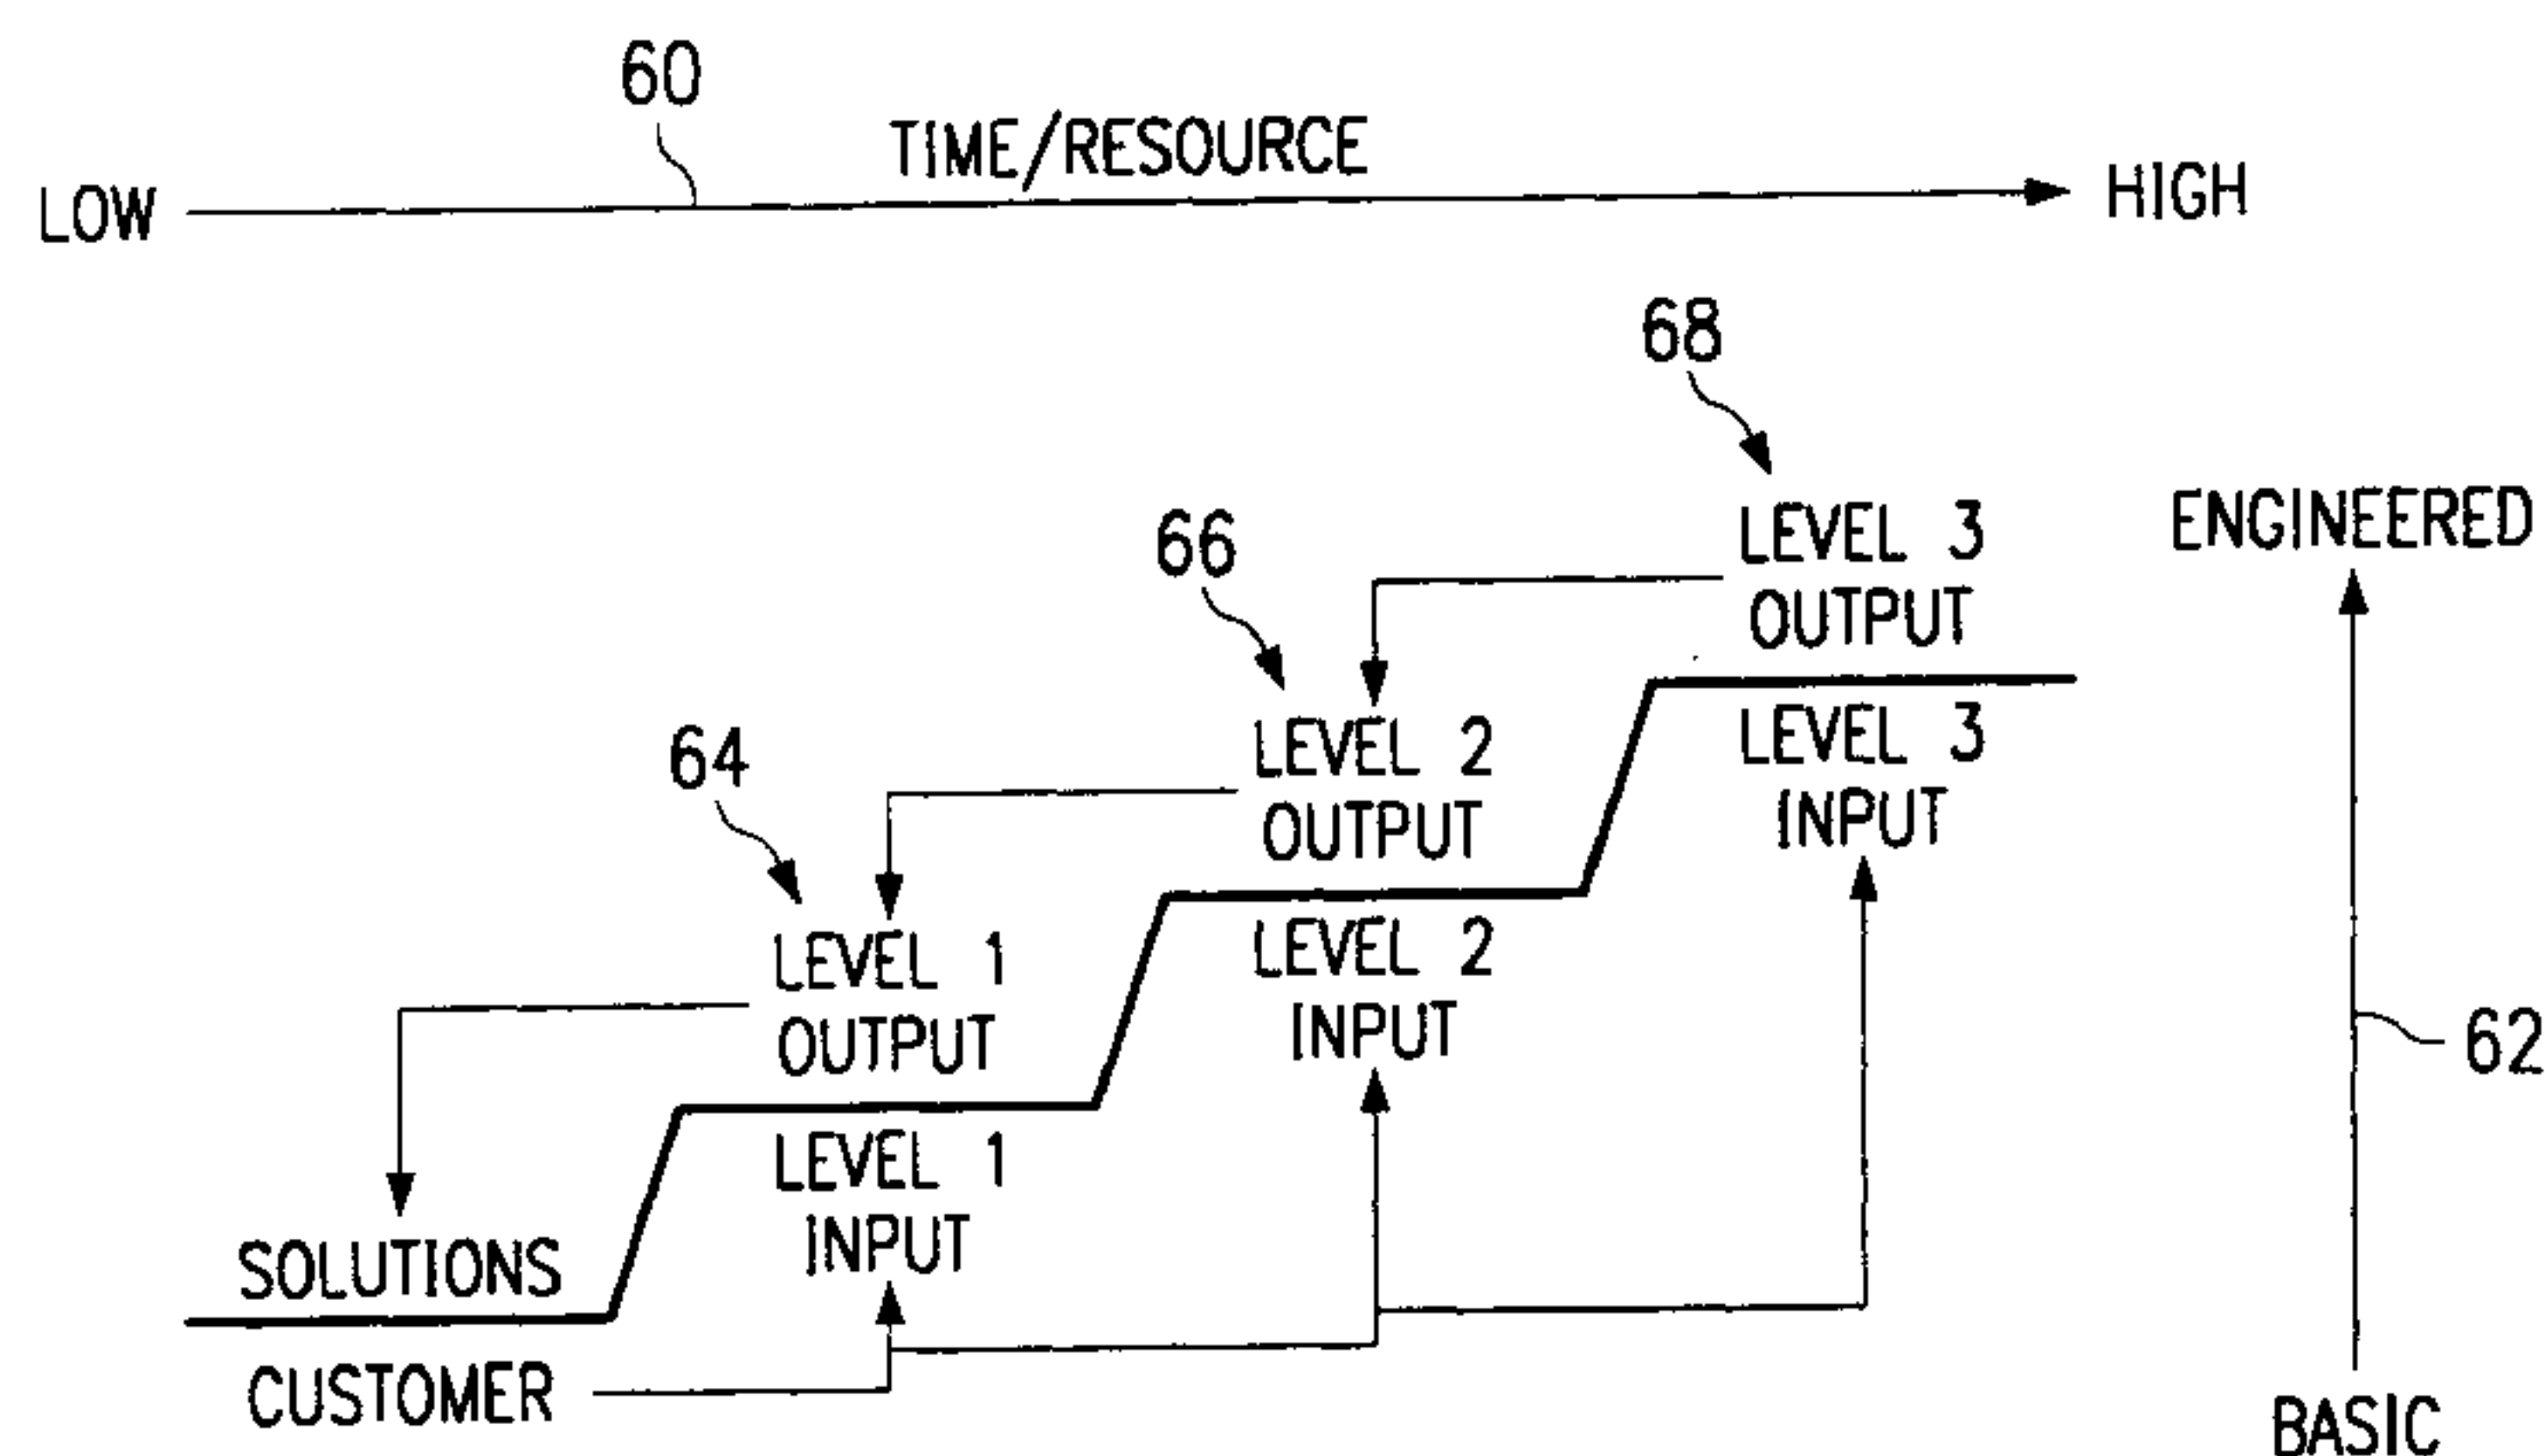 60
TIME/RESOURCE
LOW
HIGH
68
LEVEL 3
OUTPUT
ENGINEERED
66
LEVEL 2
OUTPUT
LEVEL 3
INPUT
64
LEVEL 1
OUTPUT
LEVEL 2
INPUT
62
LEVEL 1
INPUT
SOLUTIONS
CUSTOMER
BASIC